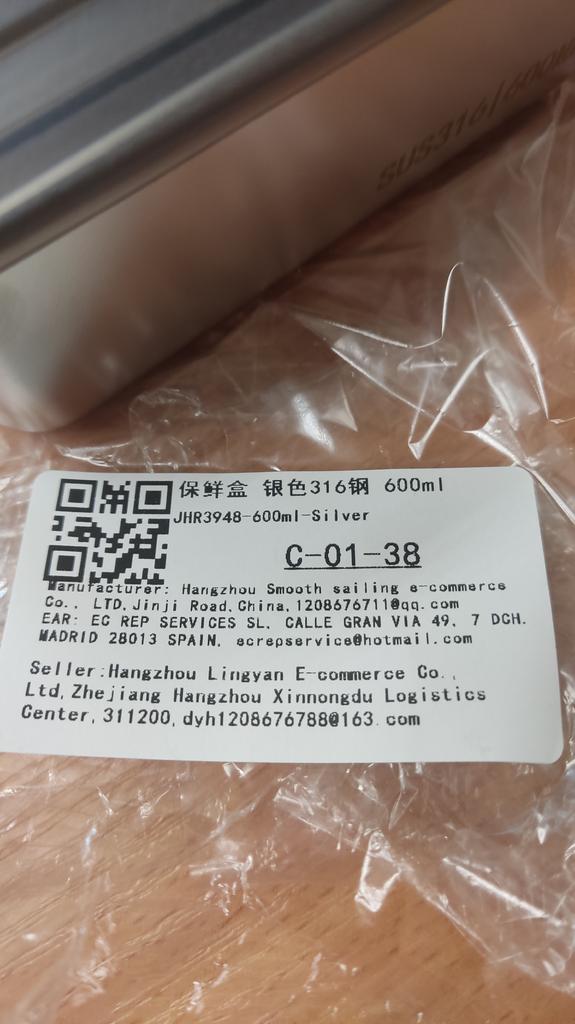 SUS316/600ML
保鲜盒 银色316钢 600ml
JHR3948-600ml-Silver
C-01-38
Manufacturer: Hangzhou Smooth sailing e-commerce
Co., LTD,Jinji Road,China,1208676711@qq.com
EAR: EC REP SERVICES SL, CALLE GRAN VIA 49, 7 DCH.
MADRID 28013 SPAIN, ecrepservice@hotmail.com
Seller:Hangzhou Lingyan E-commerce Co.,
Ltd,Zhejiang Hangzhou Xinnongdu Logistics
Center,311200,dyh1208676788@163.com